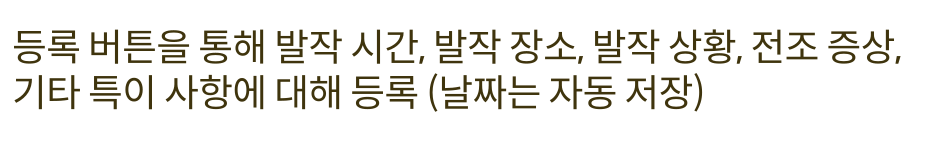 등록 버튼을 통해 발작 시간, 발작 장소, 발작 상황, 전조 증상,
기타 특이 사항에 대해 등록 (날짜는 자동 저장)